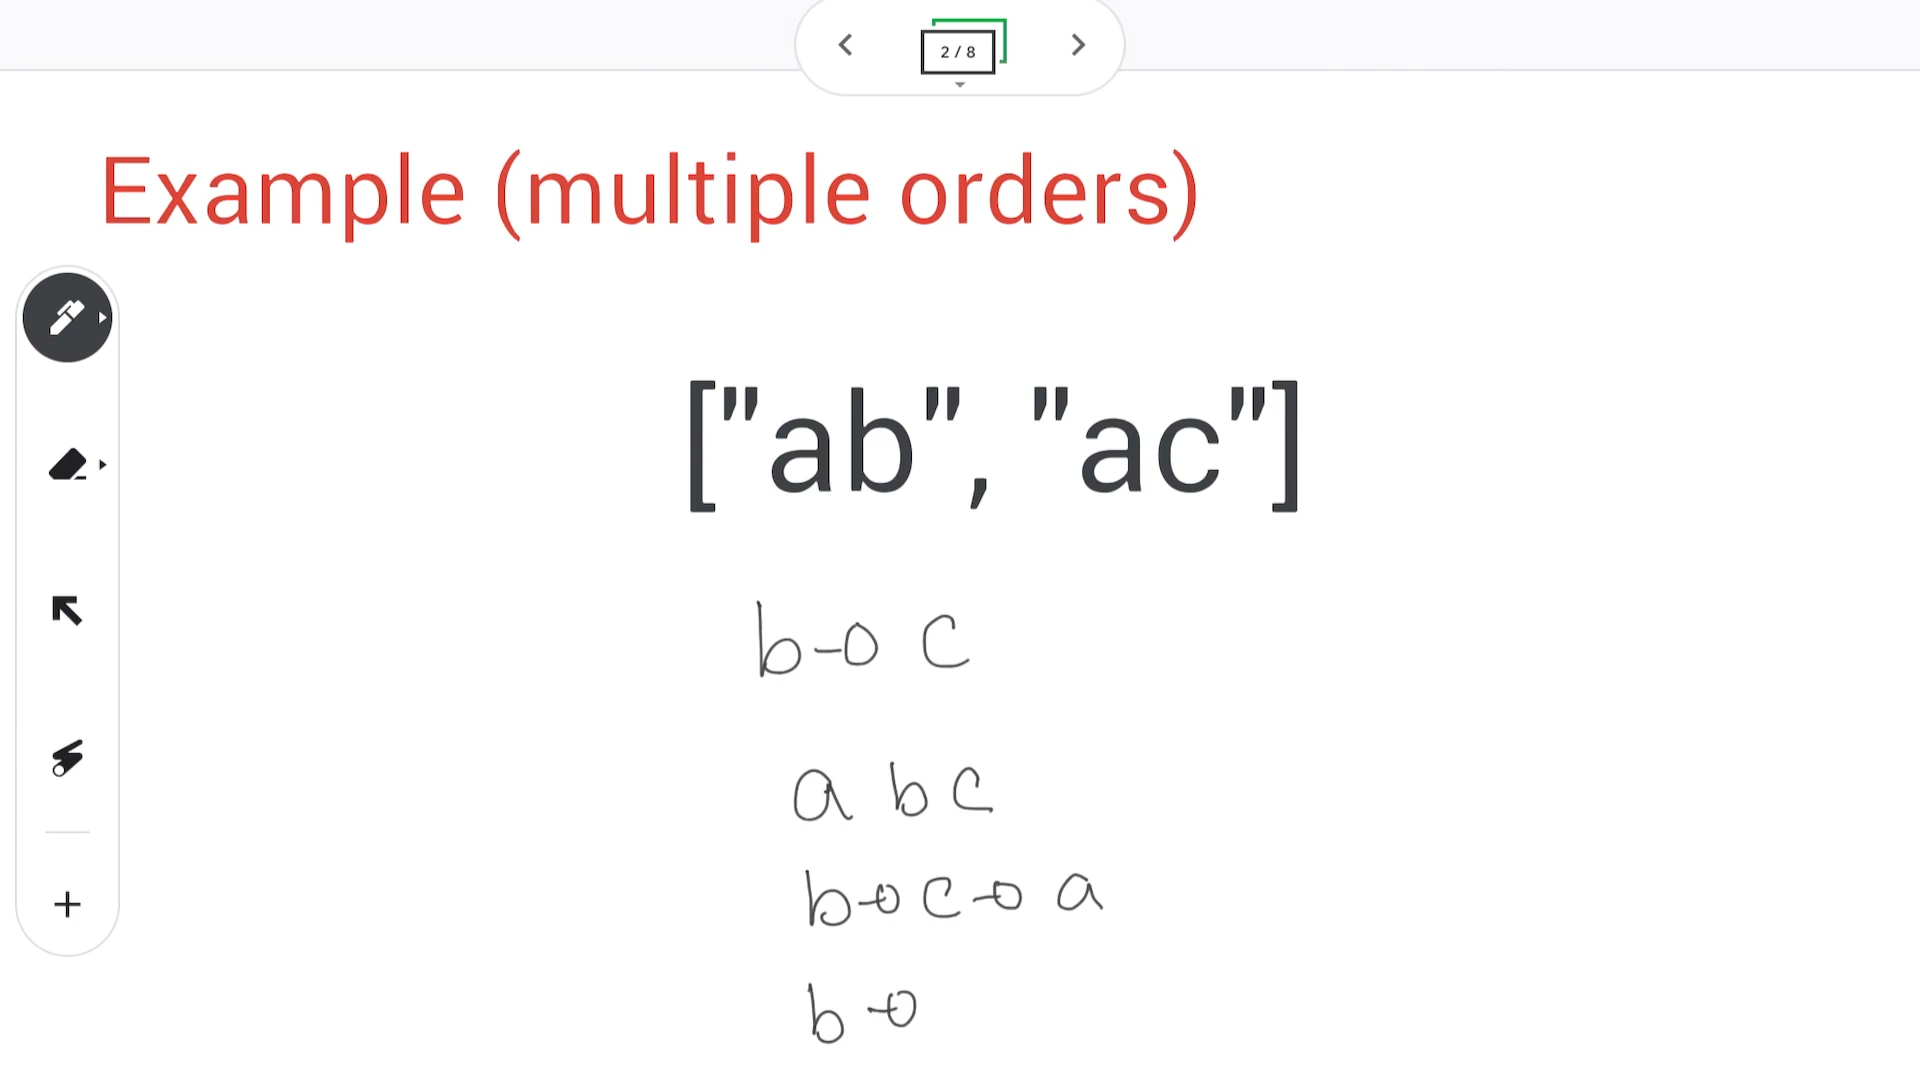 2 / 8
Example (multiple orders)
["ab", "ac"]
b-o c
a b c
b-o c-o a
b-o